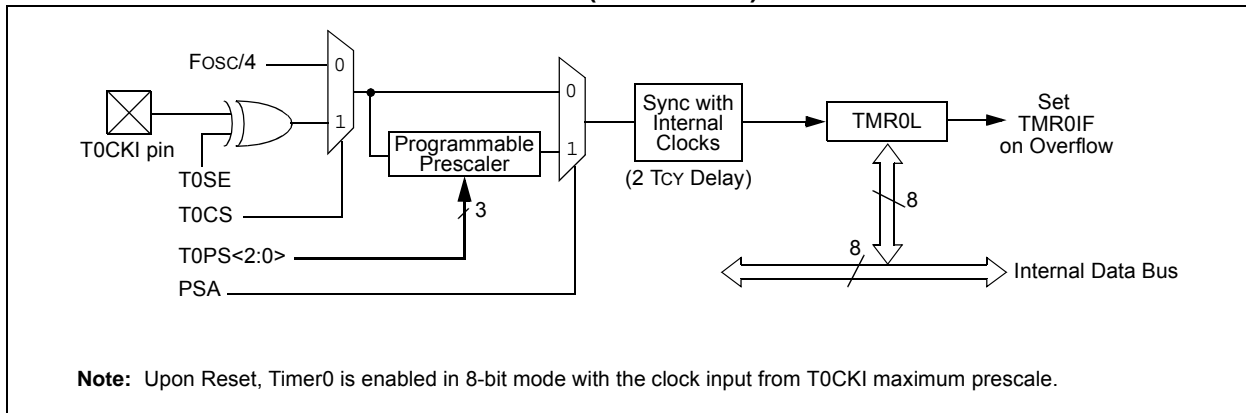 FOSC/4
0
1
T0CKI pin
T0SE
T0CS
T0PS<2:0>
PSA
Programmable
Prescaler
3
0
1
Sync with
Internal
Clocks
(2 TCY Delay)
TMR0L
Set
TMR0IF
on Overflow
8
8
Internal Data Bus
Note: Upon Reset, Timer0 is enabled in 8-bit mode with the clock input from T0CKI maximum prescale.